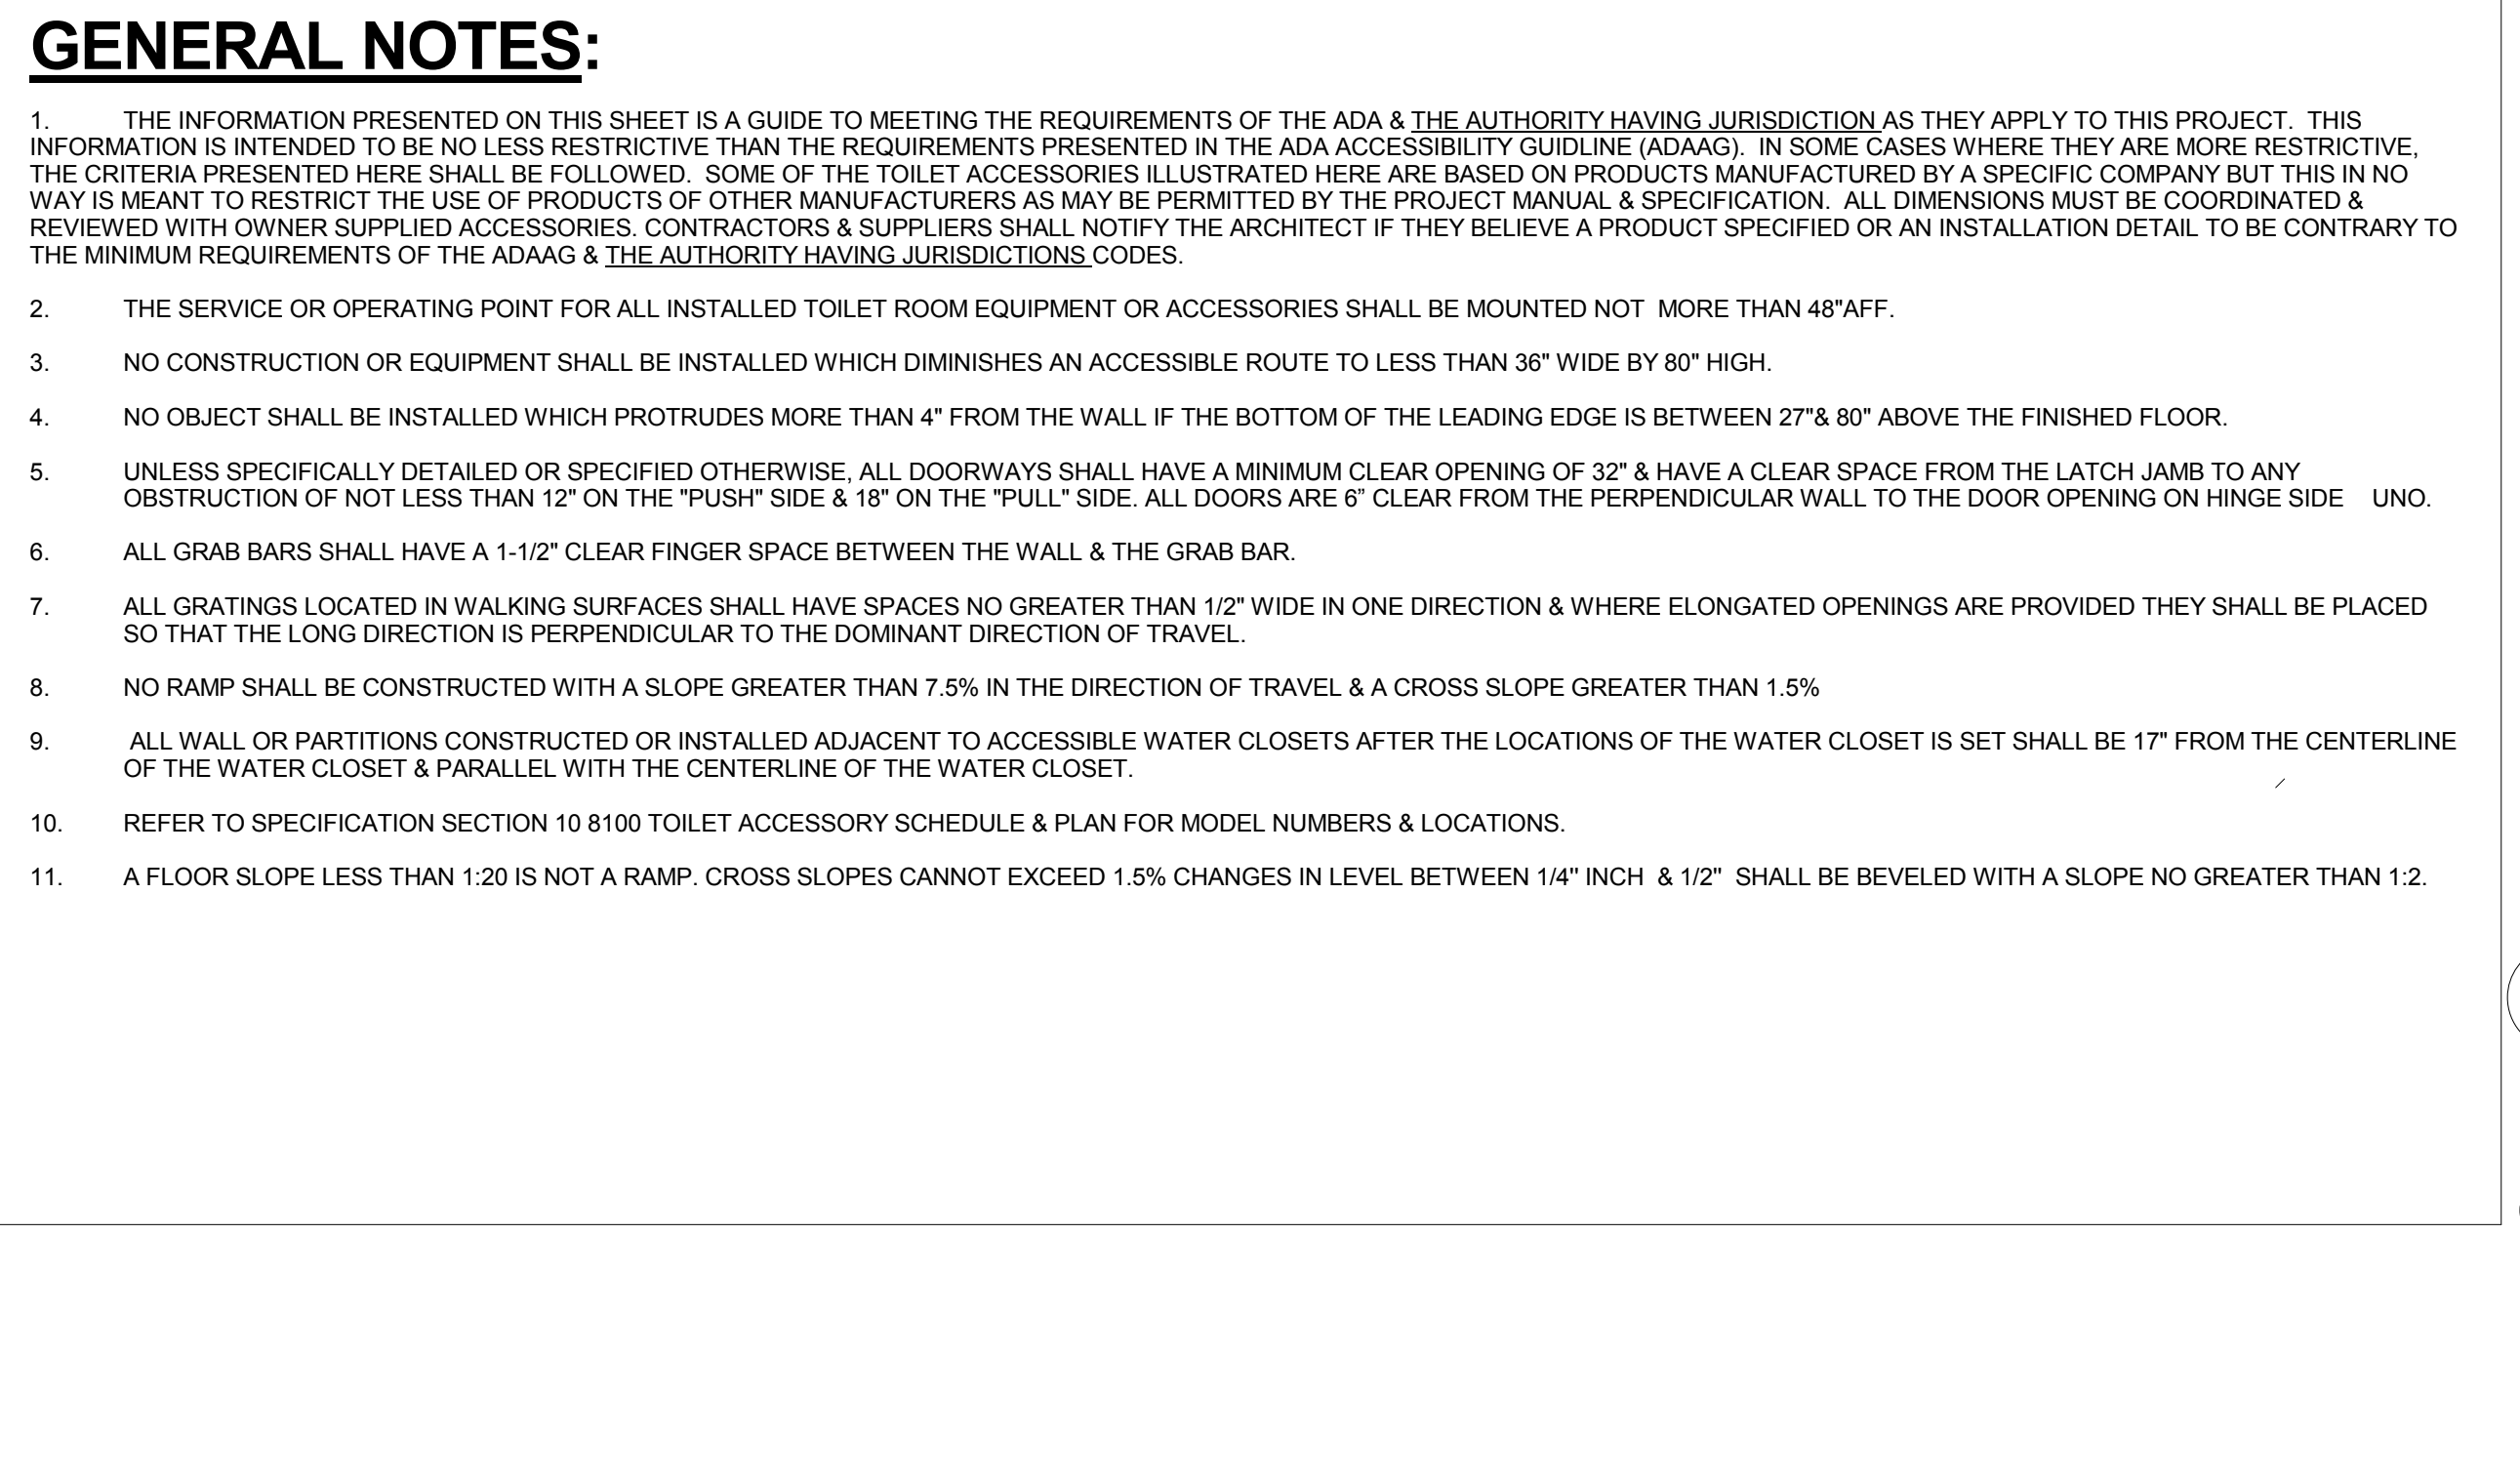 GENERAL NOTES:
1. THE INFORMATION PRESENTED ON THIS SHEET IS A GUIDE TO MEETING THE REQUIREMENTS OF THE ADA & THE AUTHORITY HAVING JURISDICTION AS THEY APPLY TO THIS PROJECT. THIS
INFORMATION IS INTENDED TO BE NO LESS RESTRICTIVE THAN THE REQUIREMENTS PRESENTED IN THE ADA ACCESSIBILITY GUIDLINE (ADAAG). IN SOME CASES WHERE THEY ARE MORE RESTRICTIVE,
THE CRITERIA PRESENTED HERE SHALL BE FOLLOWED. SOME OF THE TOILET ACCESSORIES ILLUSTRATED HERE ARE BASED ON PRODUCTS MANUFACTURED BY A SPECIFIC COMPANY BUT THIS IN NO
WAY IS MEANT TO RESTRICT THE USE OF PRODUCTS OF OTHER MANUFACTURERS AS MAY BE PERMITTED BY THE PROJECT MANUAL & SPECIFICATION. ALL DIMENSIONS MUST BE COORDINATED &
REVIEWED WITH OWNER SUPPLIED ACCESSORIES. CONTRACTORS & SUPPLIERS SHALL NOTIFY THE ARCHITECT IF THEY BELIEVE A PRODUCT SPECIFIED OR AN INSTALLATION DETAIL TO BE CONTRARY TO
THE MINIMUM REQUIREMENTS OF THE ADAAG & THE AUTHORITY HAVING JURISDICTIONS CODES.
2. THE SERVICE OR OPERATING POINT FOR ALL INSTALLED TOILET ROOM EQUIPMENT OR ACCESSORIES SHALL BE MOUNTED NOT MORE THAN 48"AFF.
3. NO CONSTRUCTION OR EQUIPMENT SHALL BE INSTALLED WHICH DIMINISHES AN ACCESSIBLE ROUTE TO LESS THAN 36" WIDE BY 80" HIGH.
4. NO OBJECT SHALL BE INSTALLED WHICH PROTRUDES MORE THAN 4" FROM THE WALL IF THE BOTTOM OF THE LEADING EDGE IS BETWEEN 27"& 80" ABOVE THE FINISHED FLOOR.
5. UNLESS SPECIFICALLY DETAILED OR SPECIFIED OTHERWISE, ALL DOORWAYS SHALL HAVE A MINIMUM CLEAR OPENING OF 32" & HAVE A CLEAR SPACE FROM THE LATCH JAMB TO ANY
OBSTRUCTION OF NOT LESS THAN 12" ON THE "PUSH" SIDE & 18" ON THE "PULL" SIDE. ALL DOORS ARE 6” CLEAR FROM THE PERPENDICULAR WALL TO THE DOOR OPENING ON HINGE SIDE UNO.
6. ALL GRAB BARS SHALL HAVE A 1-1/2" CLEAR FINGER SPACE BETWEEN THE WALL & THE GRAB BAR.
7. ALL GRATINGS LOCATED IN WALKING SURFACES SHALL HAVE SPACES NO GREATER THAN 1/2" WIDE IN ONE DIRECTION & WHERE ELONGATED OPENINGS ARE PROVIDED THEY SHALL BE PLACED
SO THAT THE LONG DIRECTION IS PERPENDICULAR TO THE DOMINANT DIRECTION OF TRAVEL.
8. NO RAMP SHALL BE CONSTRUCTED WITH A SLOPE GREATER THAN 7.5% IN THE DIRECTION OF TRAVEL & A CROSS SLOPE GREATER THAN 1.5%
9. ALL WALL OR PARTITIONS CONSTRUCTED OR INSTALLED ADJACENT TO ACCESSIBLE WATER CLOSETS AFTER THE LOCATIONS OF THE WATER CLOSET IS SET SHALL BE 17" FROM THE CENTERLINE
OF THE WATER CLOSET & PARALLEL WITH THE CENTERLINE OF THE WATER CLOSET.
10. REFER TO SPECIFICATION SECTION 10 8100 TOILET ACCESSORY SCHEDULE & PLAN FOR MODEL NUMBERS & LOCATIONS.
11. A FLOOR SLOPE LESS THAN 1:20 IS NOT A RAMP. CROSS SLOPES CANNOT EXCEED 1.5% CHANGES IN LEVEL BETWEEN 1/4'' INCH & 1/2'' SHALL BE BEVELED WITH A SLOPE NO GREATER THAN 1:2.